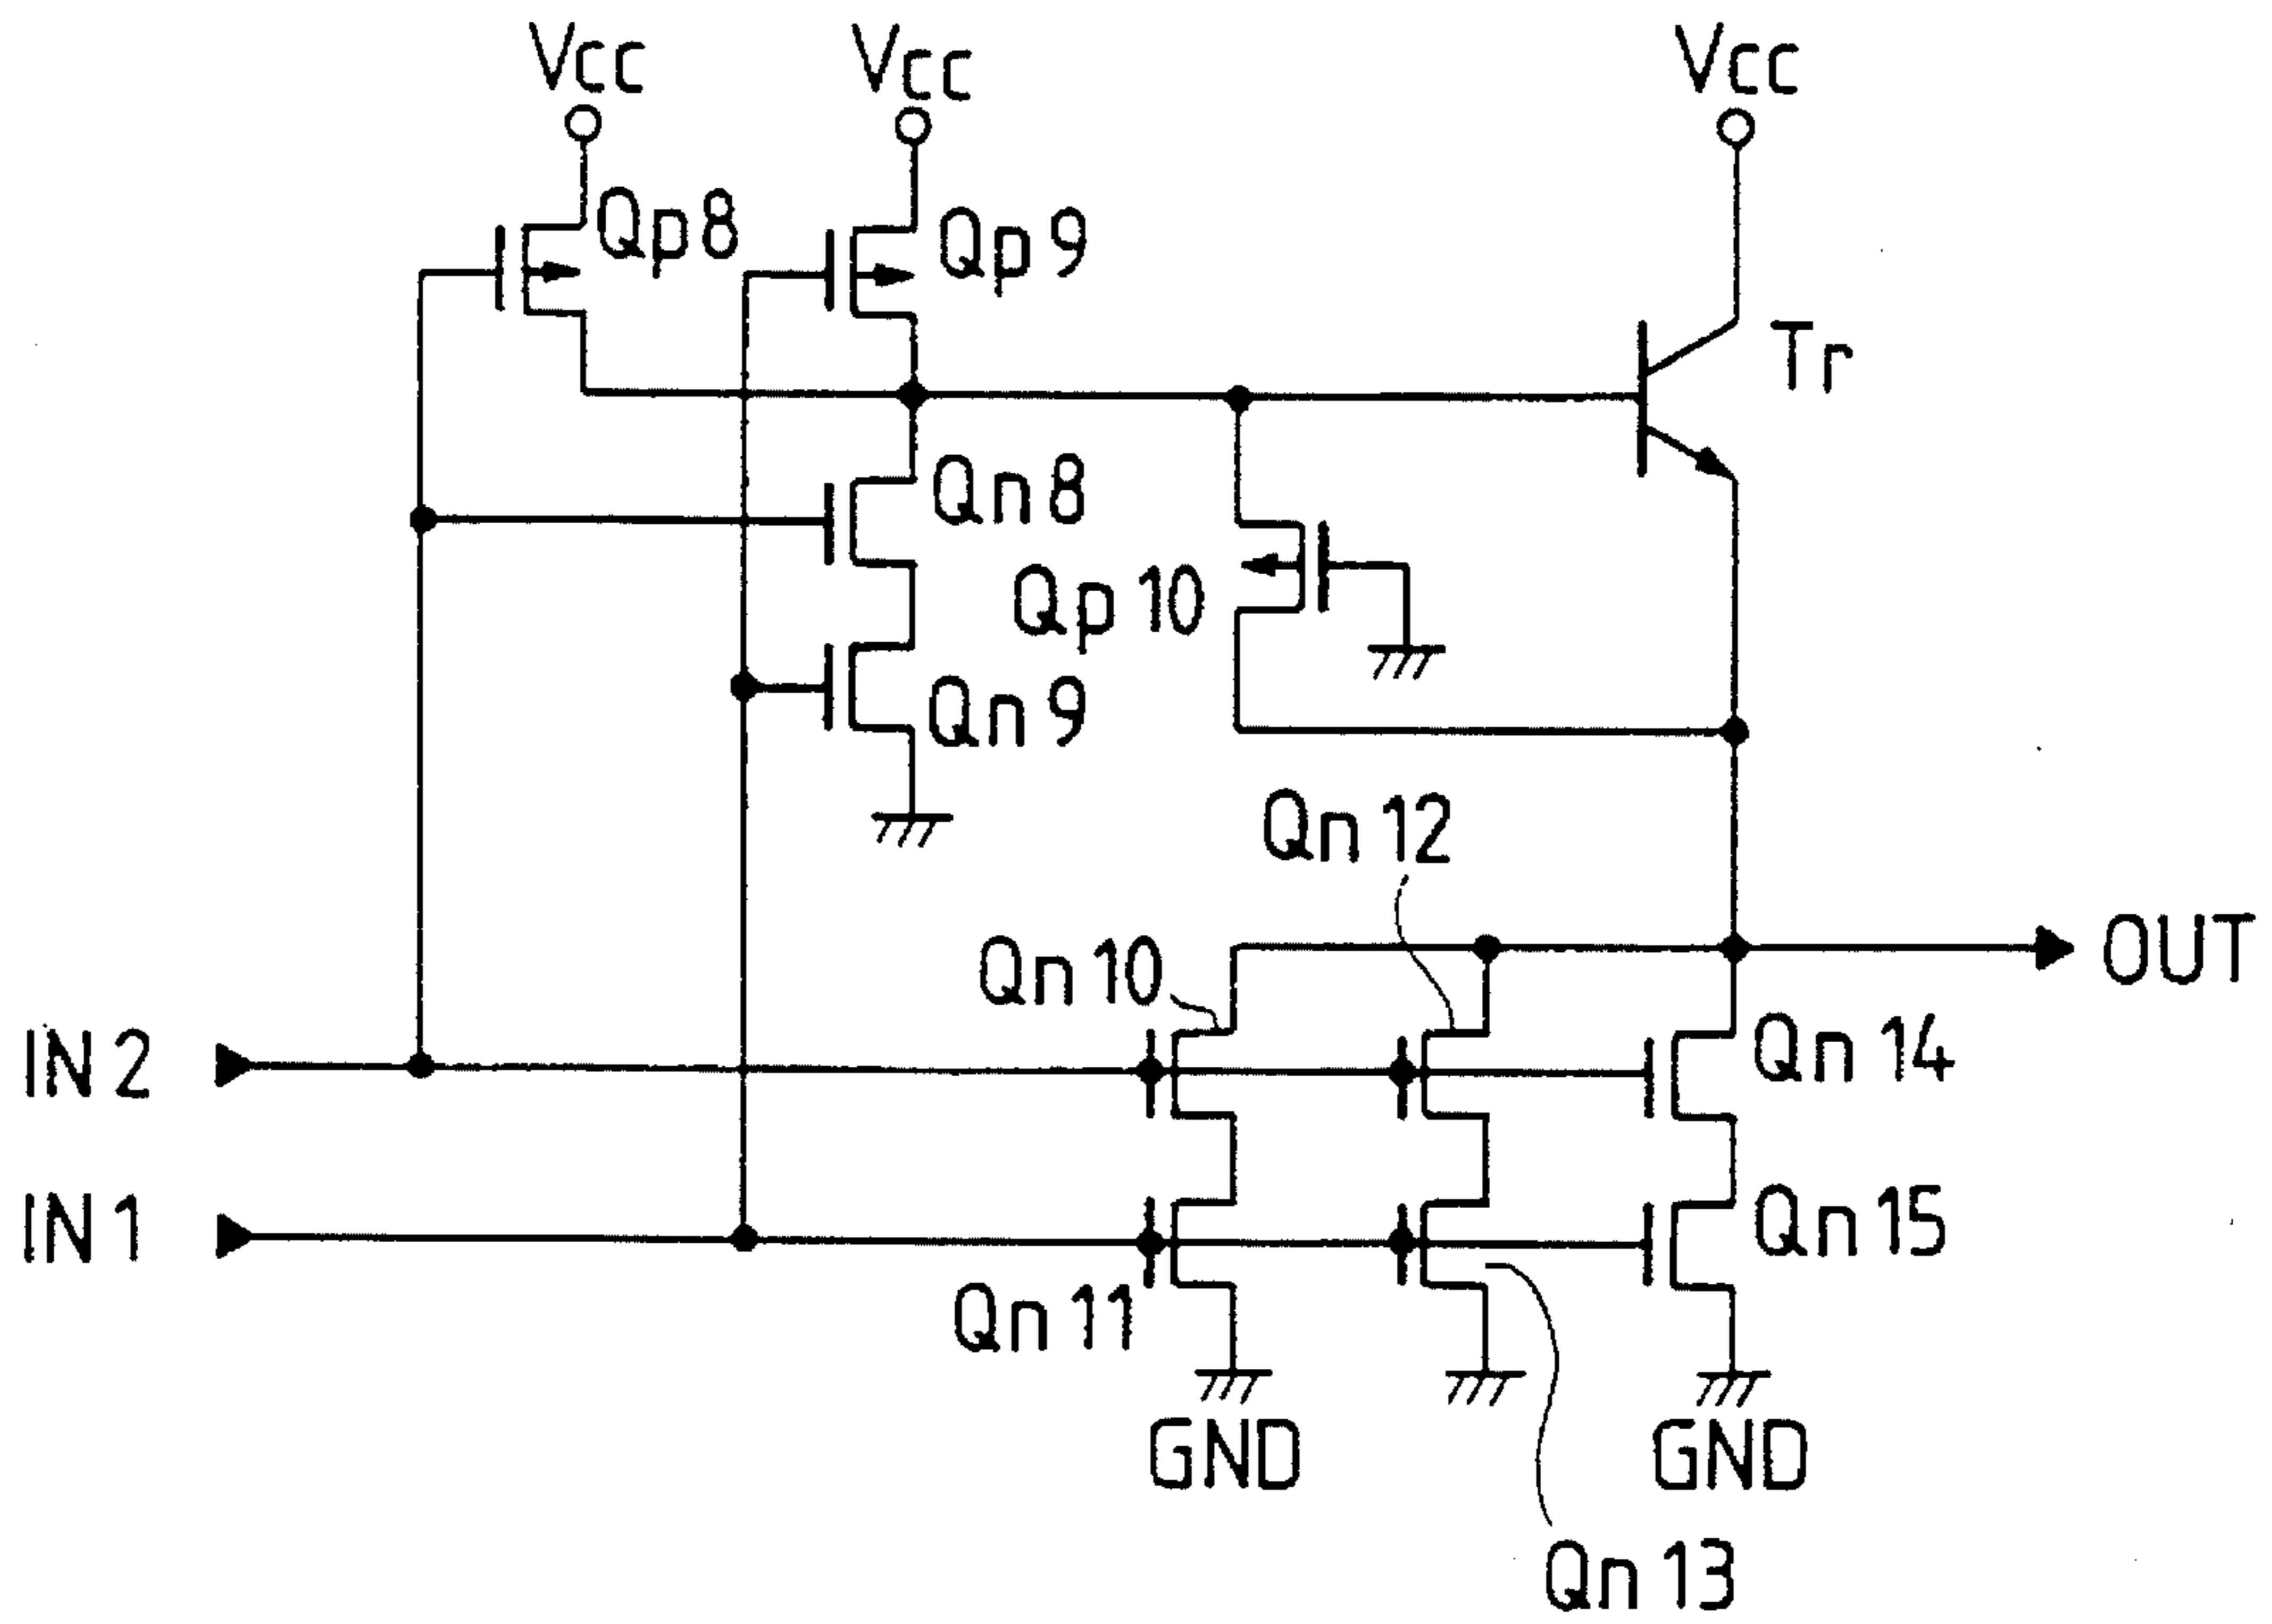 Vcc
Vcc
Vcc
Qp8
Qp9
Tr
Qn8
Qp10
Qn9
Qn12
Qn10
OUT
IN2
Qn14
IN1
Qn15
Qn11
GND
GND
Qn13